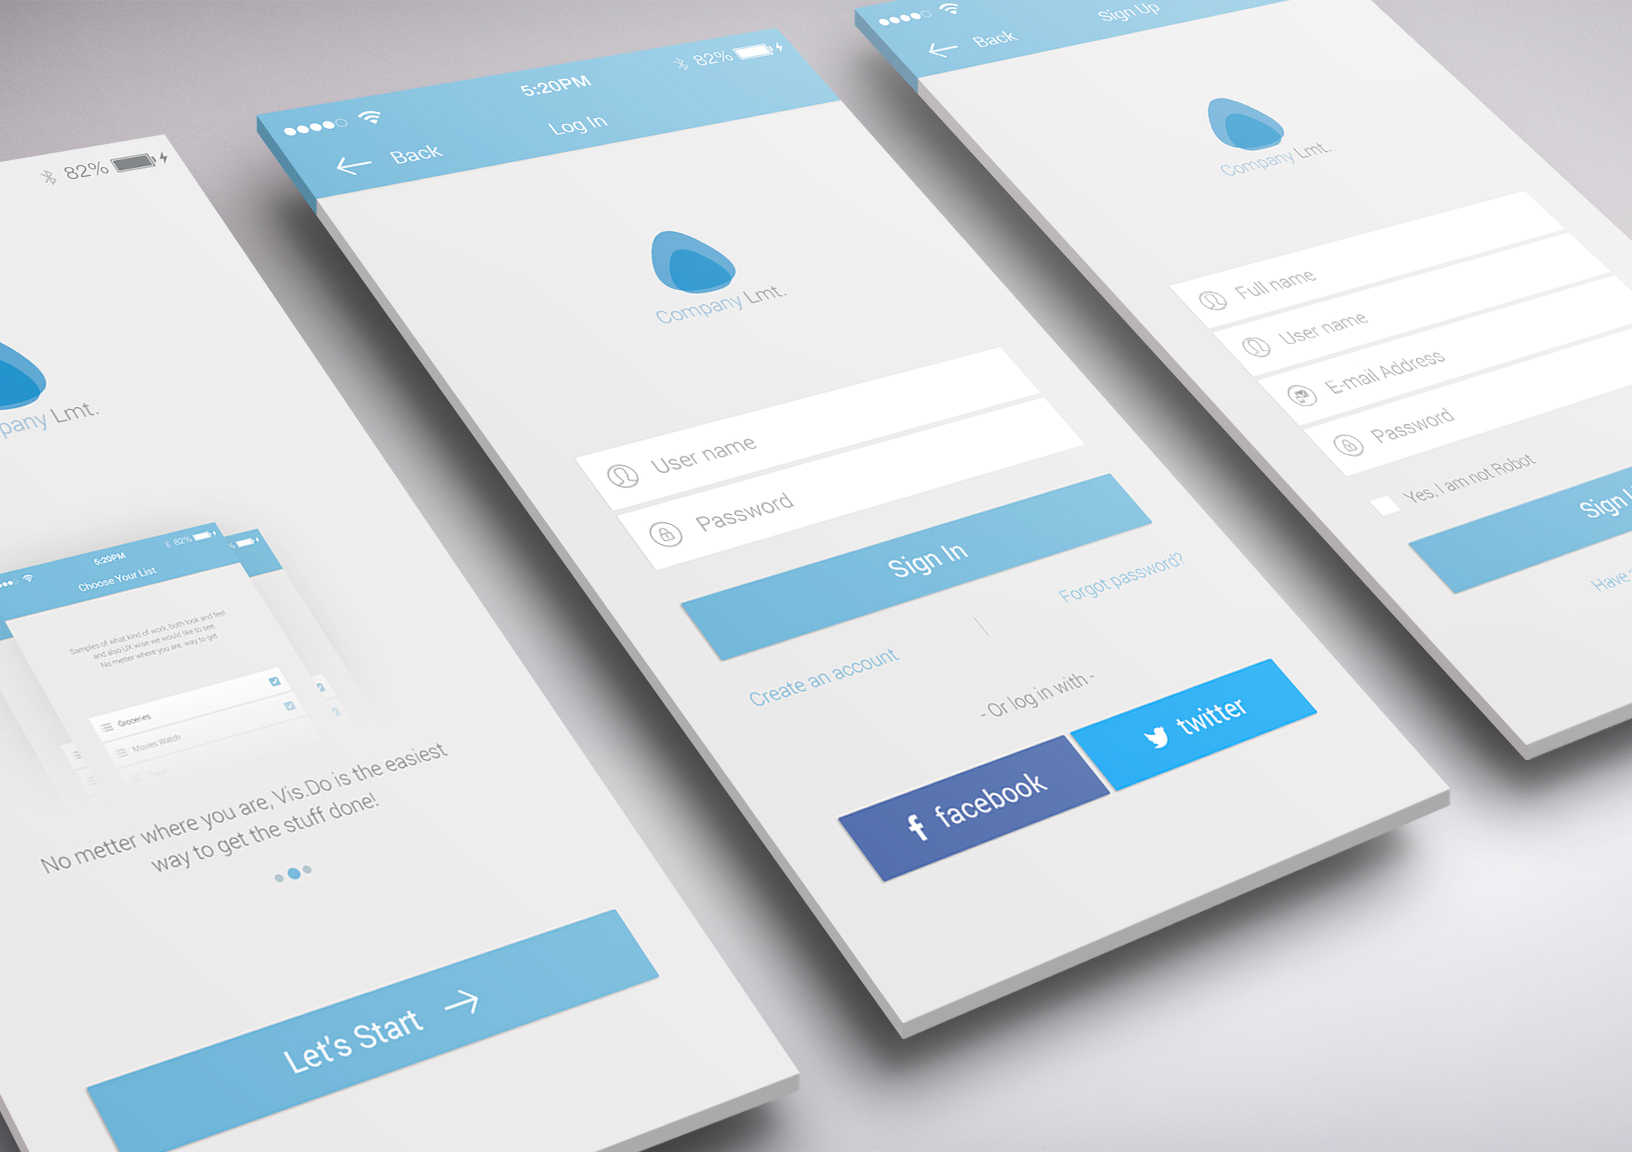 82%
pany Lmt.
5:20PM
82%
Choose Your List
Samples of what kind of work, both look and feel
and also UX wise we would like to see.
No metter where you are. way to get
Groceries
Movies Watch
No metter where you are, Vis.Do is the easiest
way to get the stuff done!
Let's Start
5:20PM
82%
Back
Log In
Company Lmt.
User name
Password
Sign In
Create an account
Forgot password?
- Or log in with -
facebook
twitter
Back
Sign Up
Company Lmt.
Full name
User name
E-mail Address
Password
Yes, I am not Robot
Sign
Have